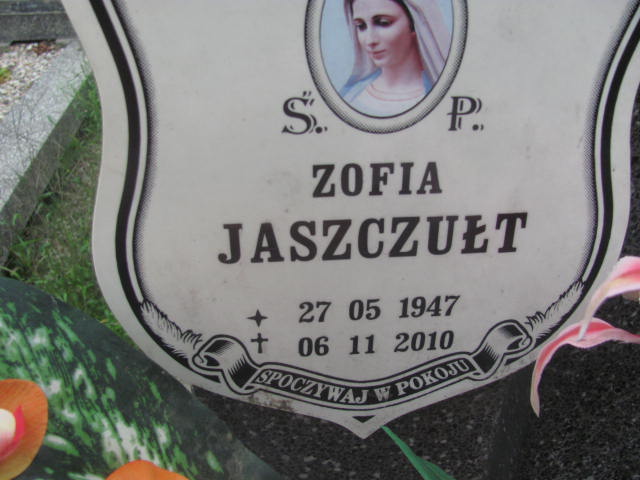 Ś. P.
ZOFIA
JASZCZUŁT
27 05 1947
06 11 2010
SPOCZYWAJ W POKOJU